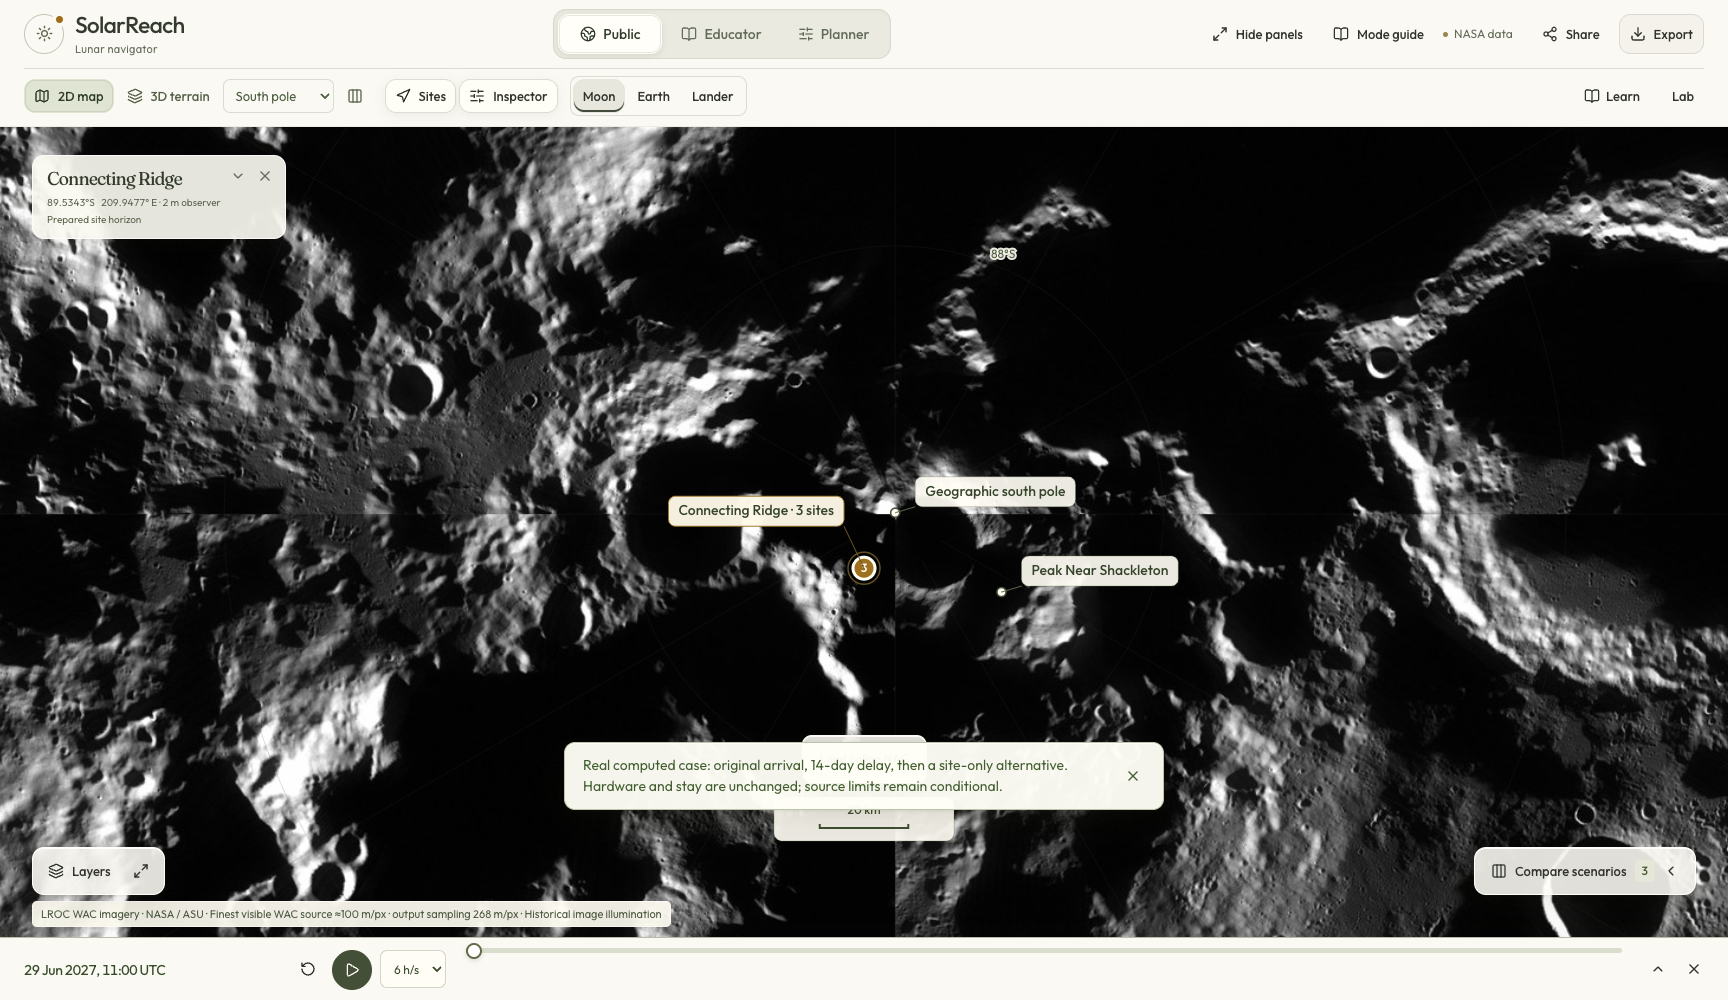 SolarReach
Lunar navigator
Public
Educator
Planner
Hide panels
Mode guide
NASA data
Share
Export
2D map
3D terrain
South pole
Sites
Inspector
Moon
Earth
Lander
Learn
Lab
Connecting Ridge
89.5343°S 209.9477° E · 2 m observer
Prepared site horizon
88°S
Geographic south pole
Connecting Ridge · 3 sites
3
Peak Near Shackleton
Real computed case: original arrival, 14-day delay, then a site-only alternative.
Hardware and stay are unchanged; source limits remain conditional.
20 km
Layers
Compare scenarios 3
LROC WAC imagery · NASA / ASU · Finest visible WAC source ≈100 m/px · output sampling 268 m/px · Historical image illumination
29 Jun 2027, 11:00 UTC
6 h/s